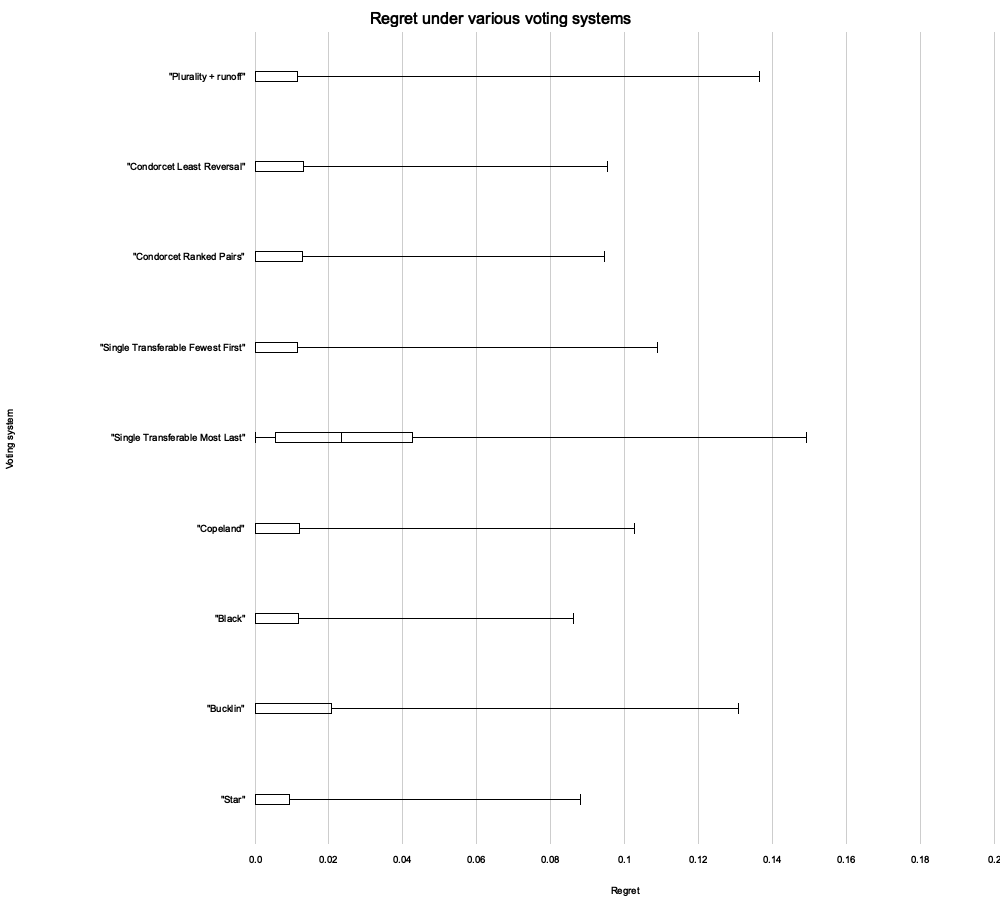 Regret under various voting systems
"Plurality + runoff"
"Condorcet Least Reversal"
"Condorcet Ranked Pairs"
"Single Transferable Fewest First"
"Single Transferable Most Last"
Voting system
"Copeland"
"Black"
"Bucklin"
"Star"
0.0 0.02 0.04 0.06 0.08 0.1 0.12 0.14 0.16 0.18 0.2
Regret